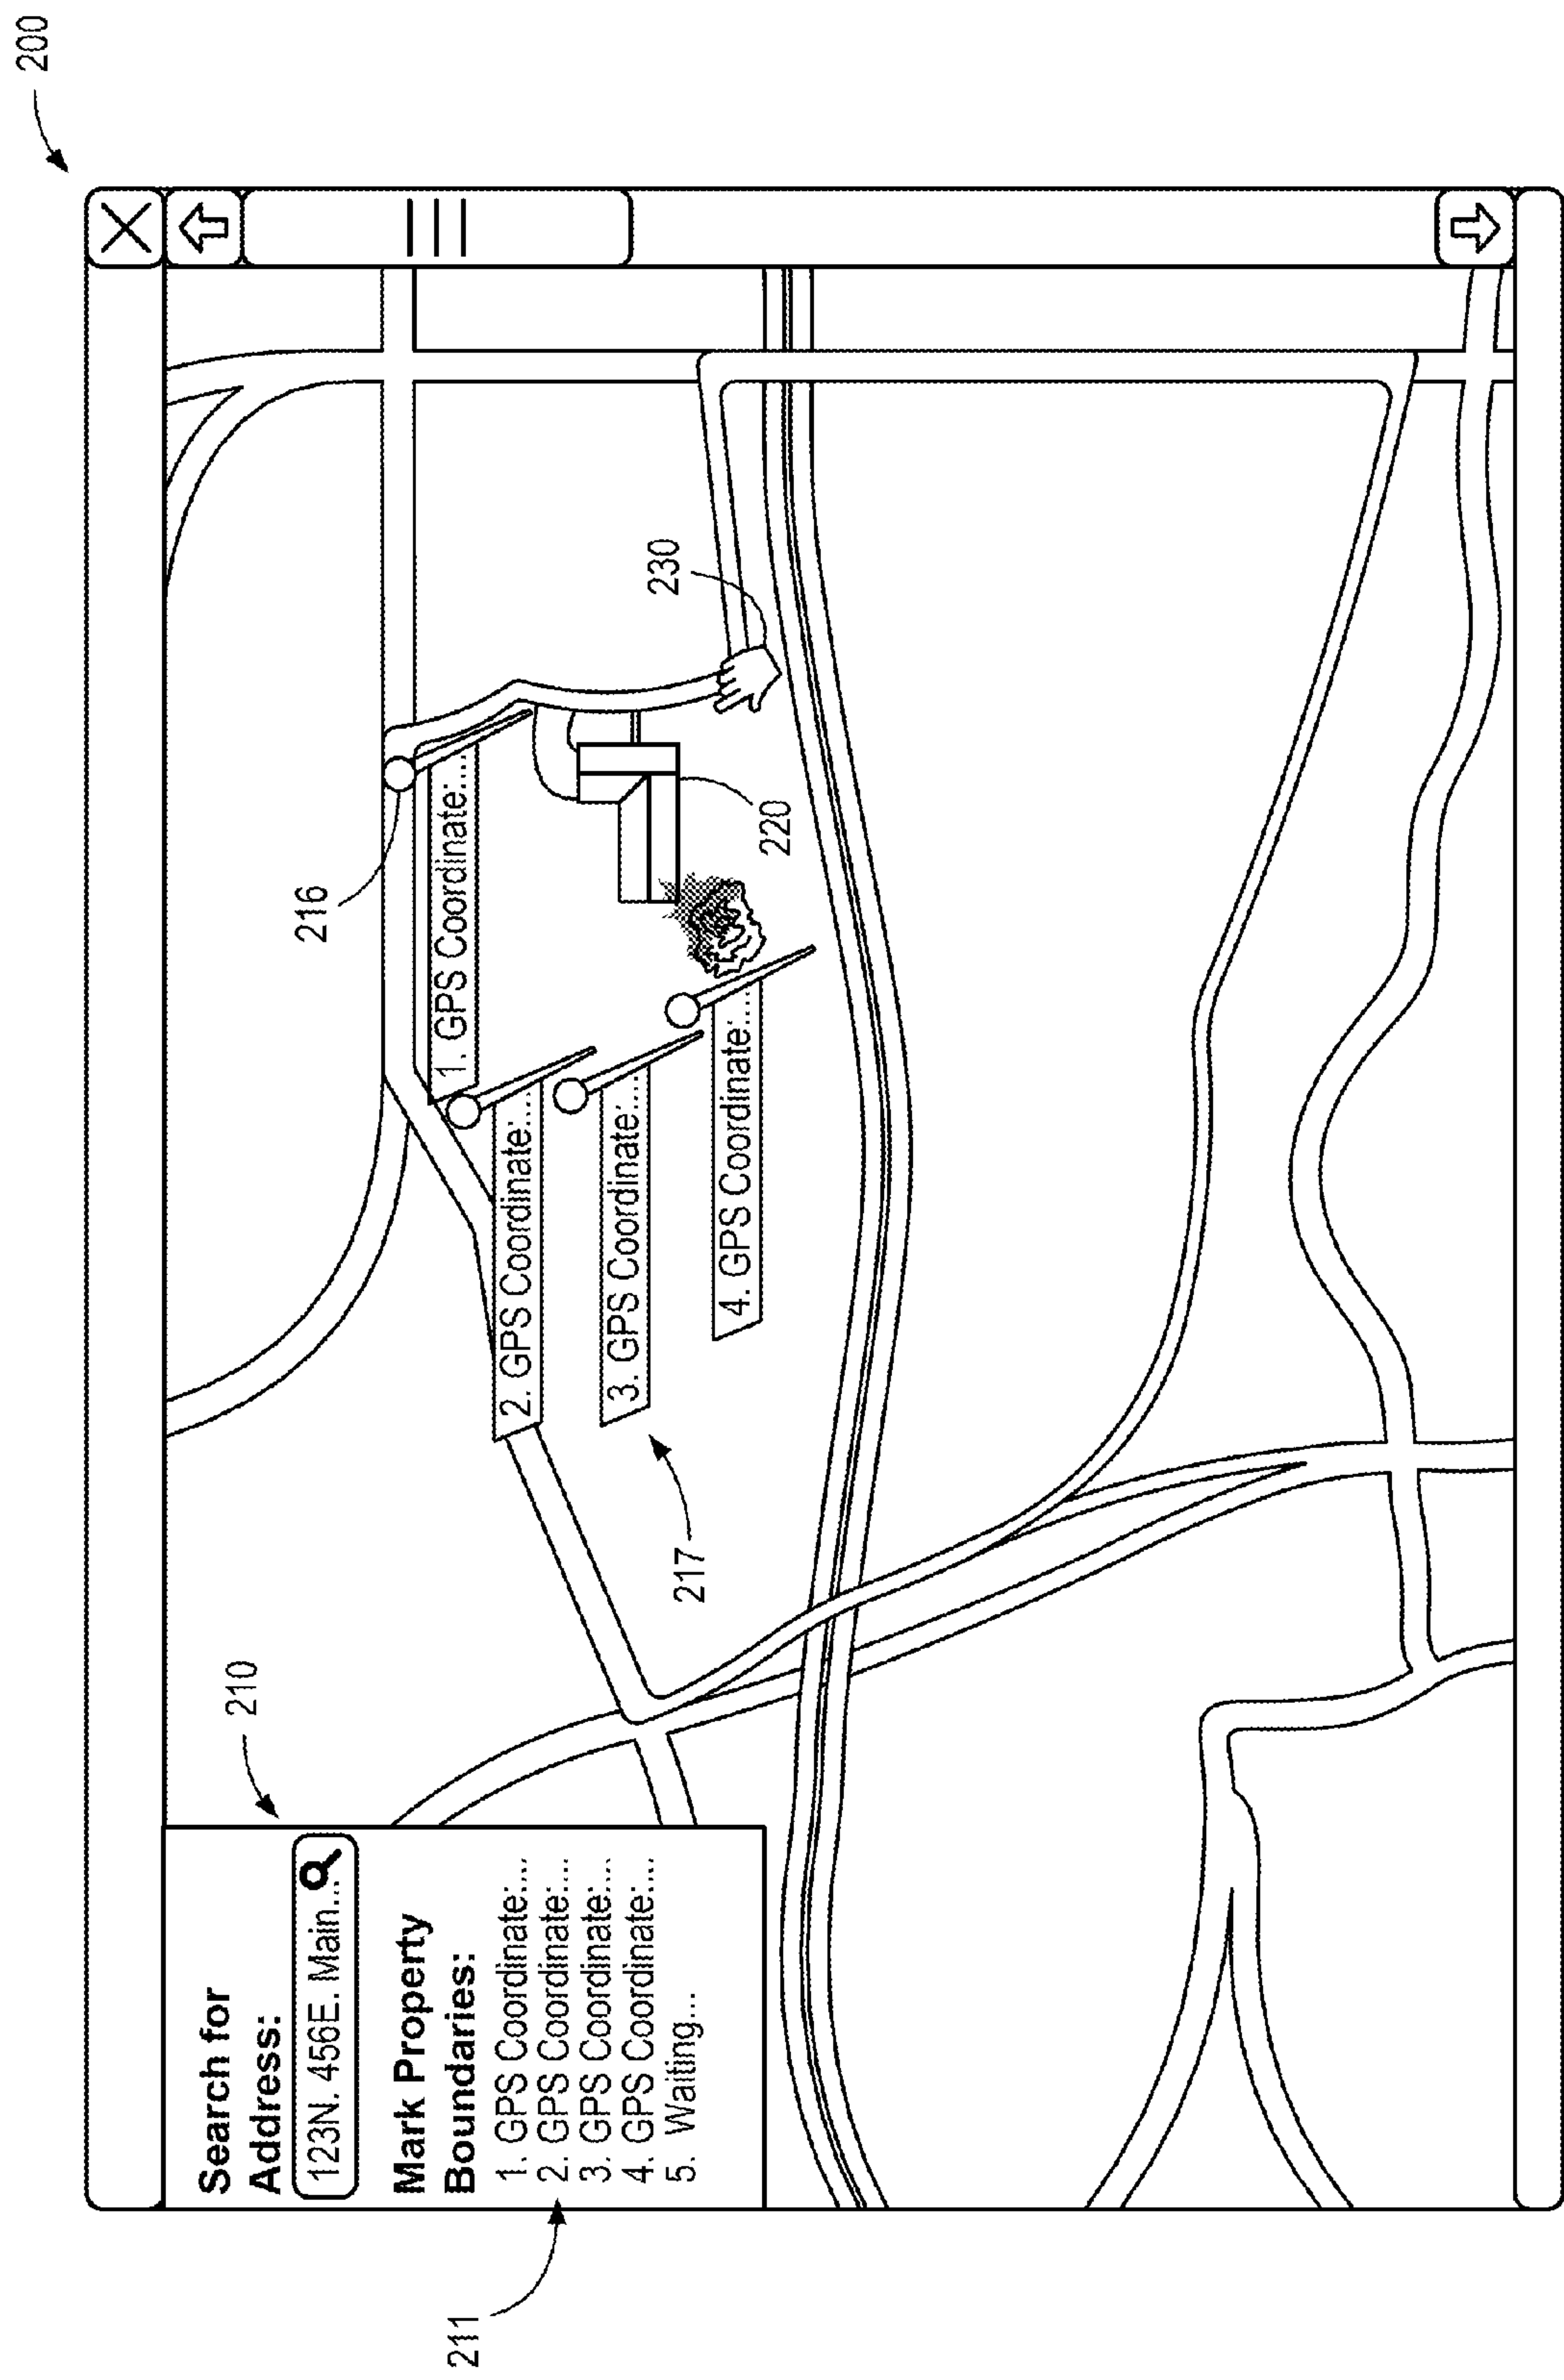 200
210
Search for
Address:
123N. 456E. Main...
Mark Property
Boundaries:
1. GPS Coordinate:...
2. GPS Coordinate:...
3. GPS Coordinate:...
4. GPS Coordinate:...
5. Waiting...
211
216
1. GPS Coordinate:...
2. GPS Coordinate:...
3. GPS Coordinate:...
4. GPS Coordinate:...
217
220
230